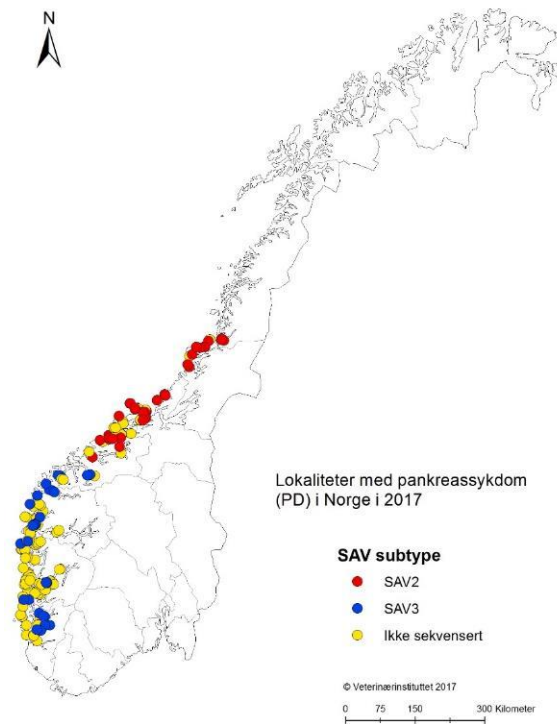 N
Lokaliteter med pankreassykdom
(PD) i Norge i 2017
SAV subtype
SAV2
SAV3
Ikke sekvensert
© Veterinærinstituttet 2017
0 75 150 300 Kilometer